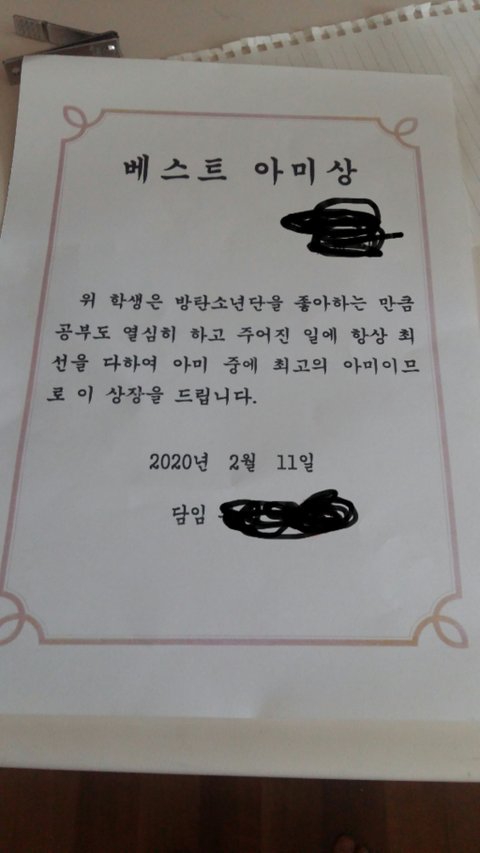 베스트 아미상
위 학생은 방탄소년단을 좋아하는 만큼
공부도 열심히 하고 주어진 일에 항상 최
선을 다하여 아미 중에 최고의 아미이므
로 이 상장을 드립니다.
2020년 2월 11일
담임